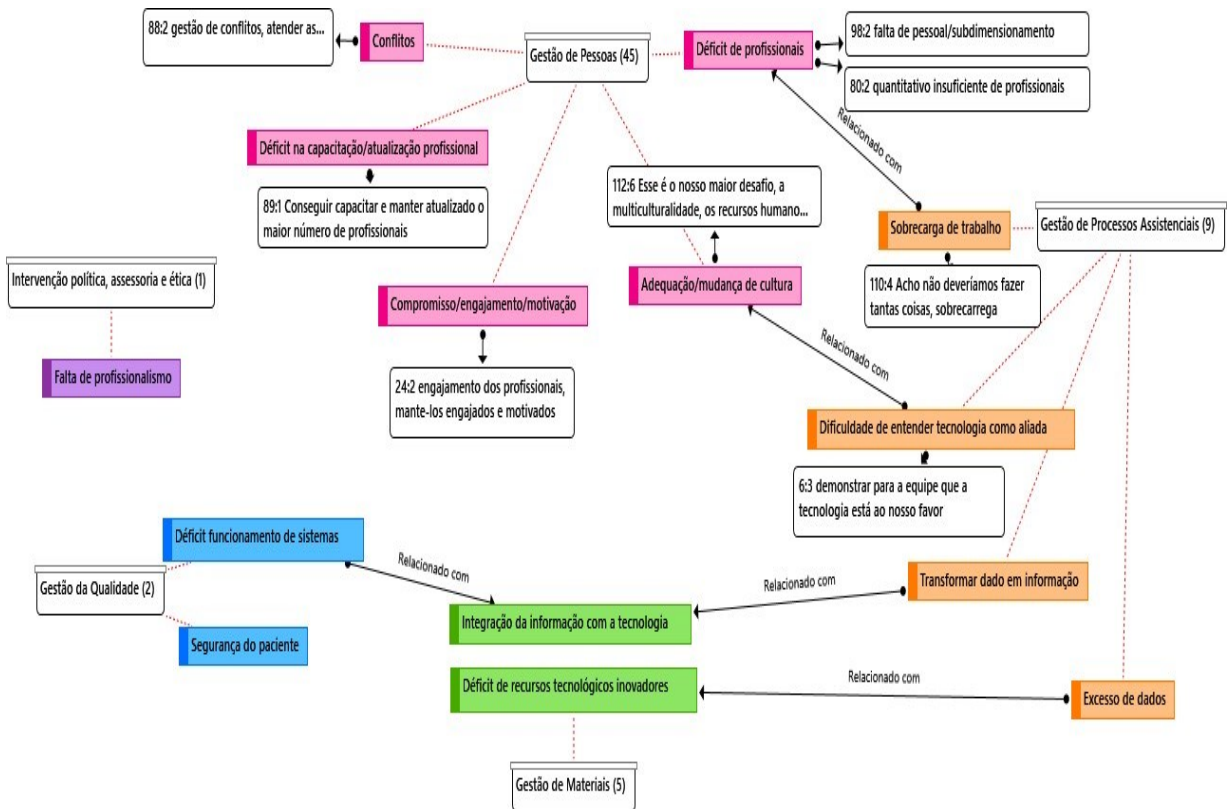 88:2 gestão de conflitos, atender as...
Conflitos
Gestão de Pessoas (45)
Déficit de profissionais
98:2 falta de pessoal/subdimensionamento
80:2 quantitativo insuficiente de profissionais
Relacionado com
Déficit na capacitação/atualização profissional
89:1 Conseguir capacitar e manter atualizado o
maior número de profissionais
112:6 Esse é o nosso maior desafio, a
multiculturalidade, os recursos humano...
Sobrecarga de trabalho
Gestão de Processos Assistenciais (9)
110:4 Acho não deveríamos fazer
tantas coisas, sobrecarrega
Intervenção política, assessoria e ética (1)
Falta de profissionalismo
Compromisso/engajamento/motivação
24:2 engajamento dos profissionais,
mante-los engajados e motivados
Adequação/mudança de cultura
Relacionado com
Dificuldade de entender tecnologia como aliada
6:3 demonstrar para a equipe que a
tecnologia está ao nosso favor
Déficit funcionamento de sistemas
Gestão da Qualidade (2)
Segurança do paciente
Relacionado com
Integração da informação com a tecnologia
Relacionado com
Transformar dado em informação
Déficit de recursos tecnológicos inovadores
Relacionado com
Excesso de dados
Gestão de Materiais (5)